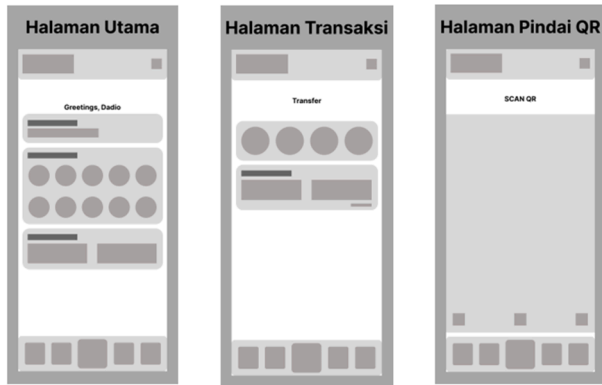 Halaman Utama
Greetings, Dadio
Halaman Transaksi
Transfer
Halaman Pindai QR
SCAN QR